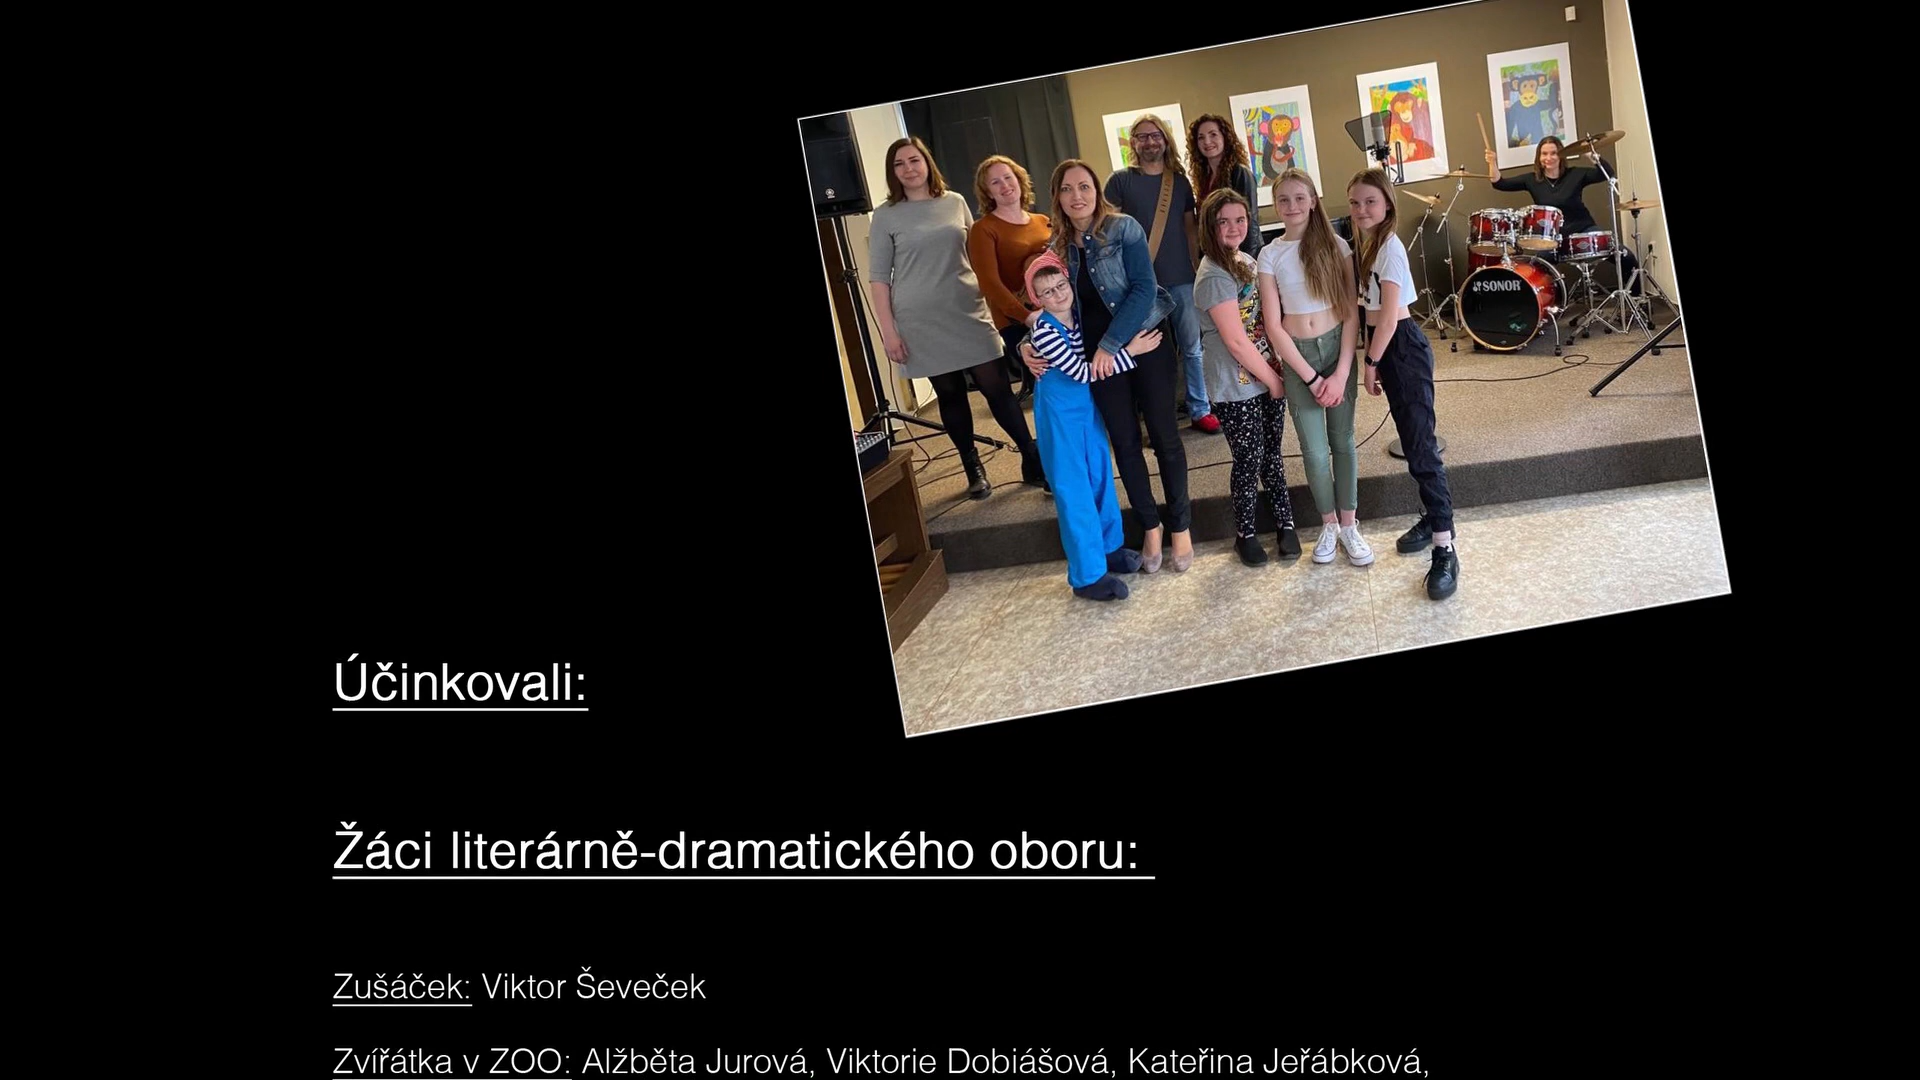 SONOR
Účinkovali:
Žáci literárně-dramatického oboru:
Zušáček: Viktor Ševeček
Zvířátka v ZOO: Alžběta Jurová, Viktorie Dobiášová, Kateřina Jeřábková,